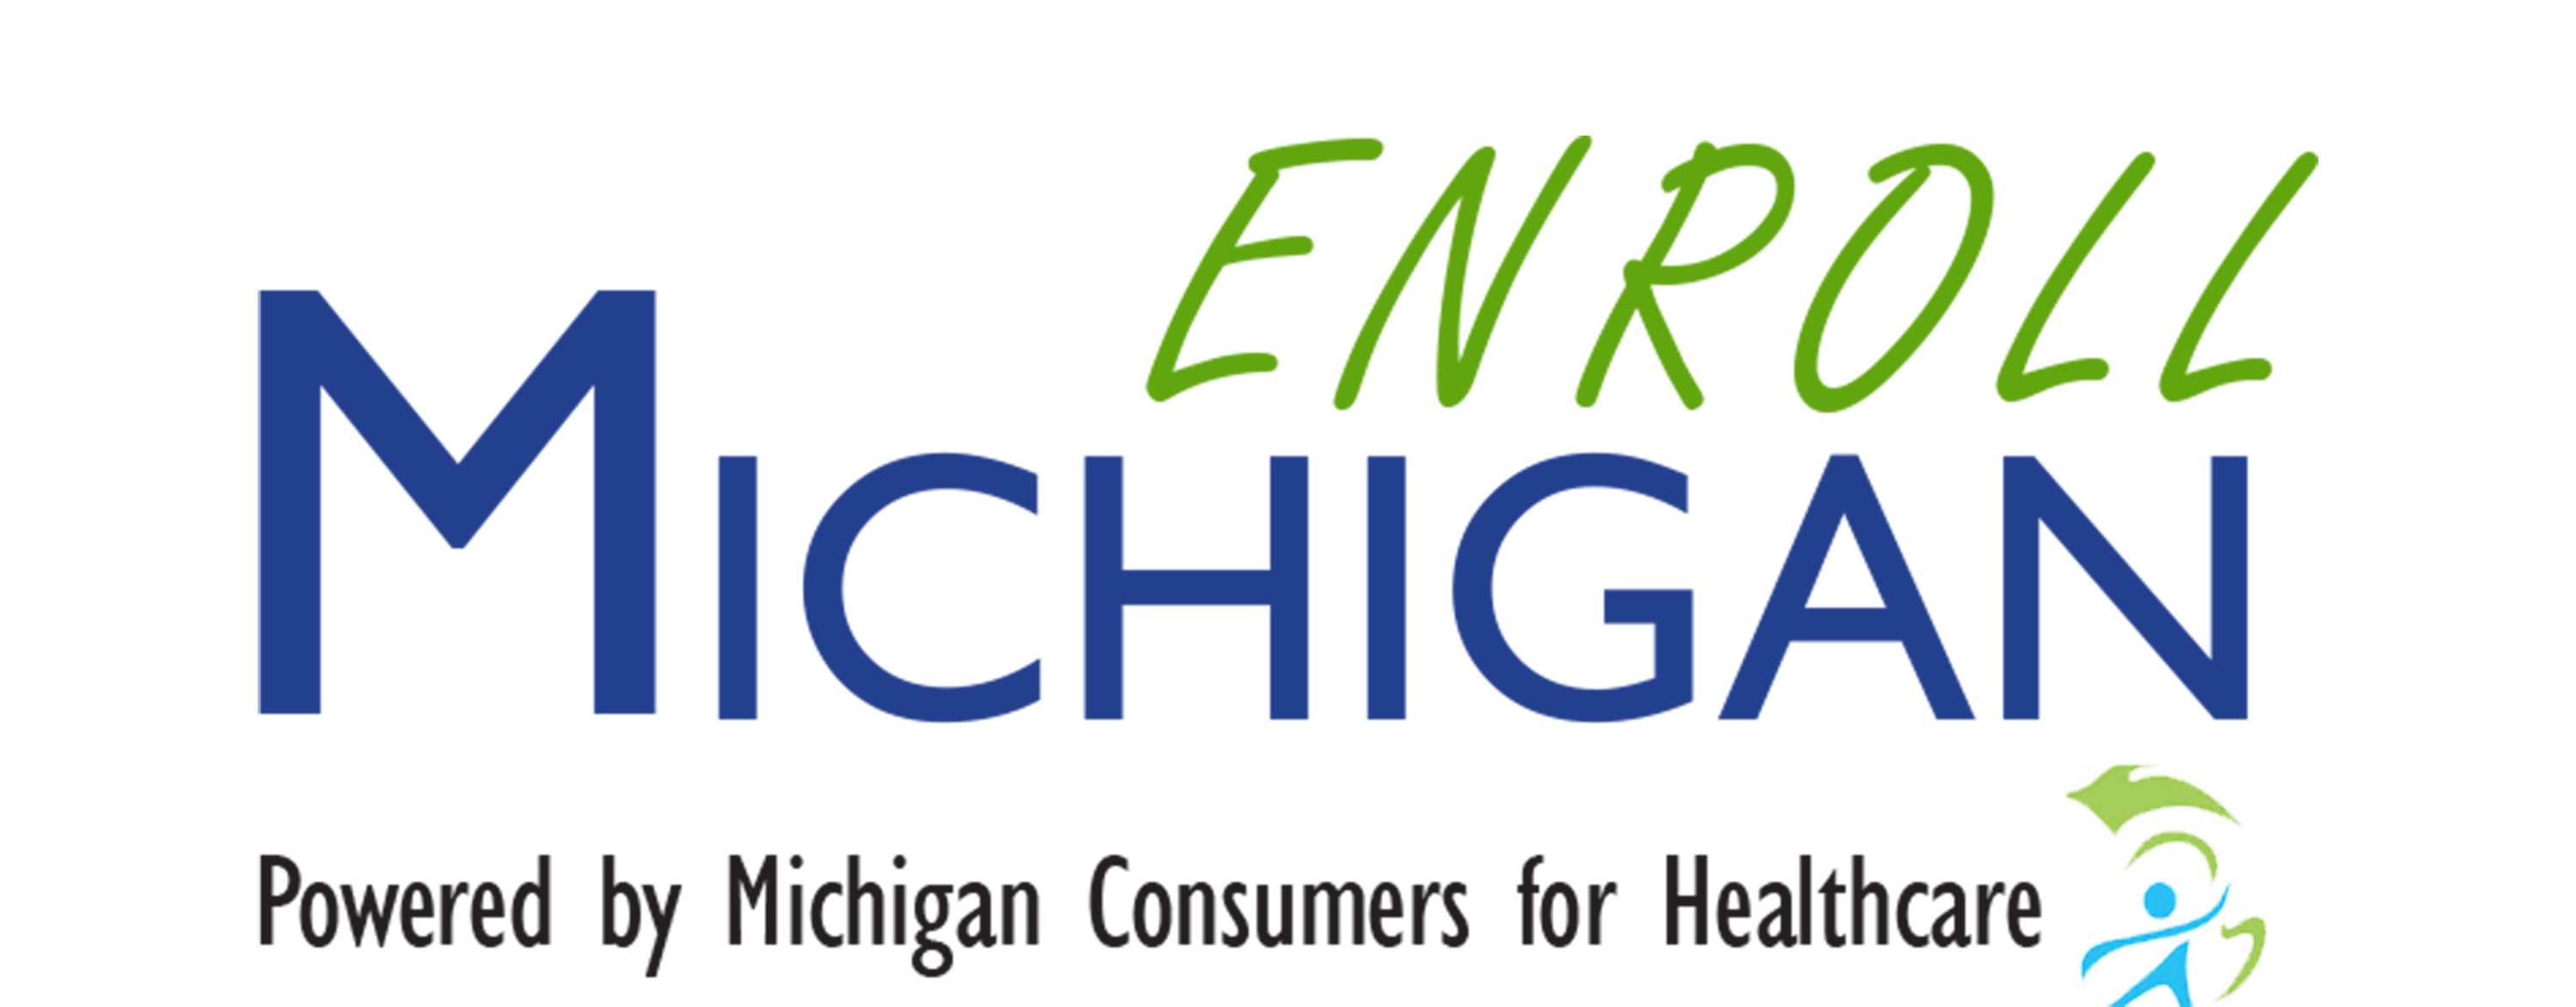 ENROLL
MICHIGAN
Powered by Michigan Consumers for Healthcare